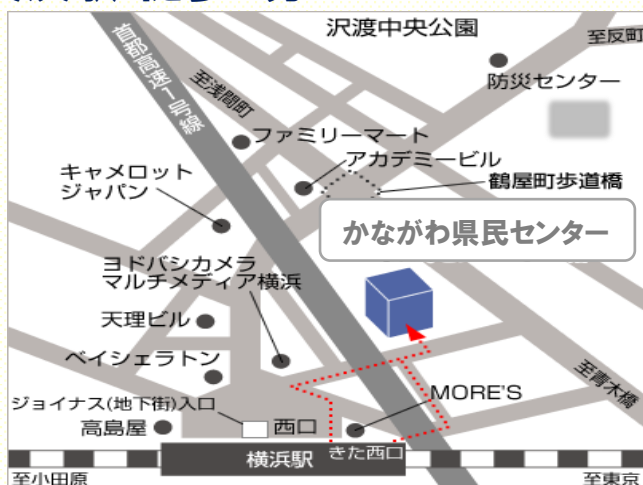 沢渡中央公園
至反町
首都高速1号線
至浅間町
防災センター
ファミリーマート
アカデミービル
キャメロット
ジャパン
鶴屋町歩道橋
かながわ県民センター
ヨドバシカメラ
マルチメディア横浜
天理ビル
ベイシェラトン
至青木橋
MORE'S
ジョイナス(地下街)入口
高島屋
西口
きた西口
横浜駅
至小田原
至東京